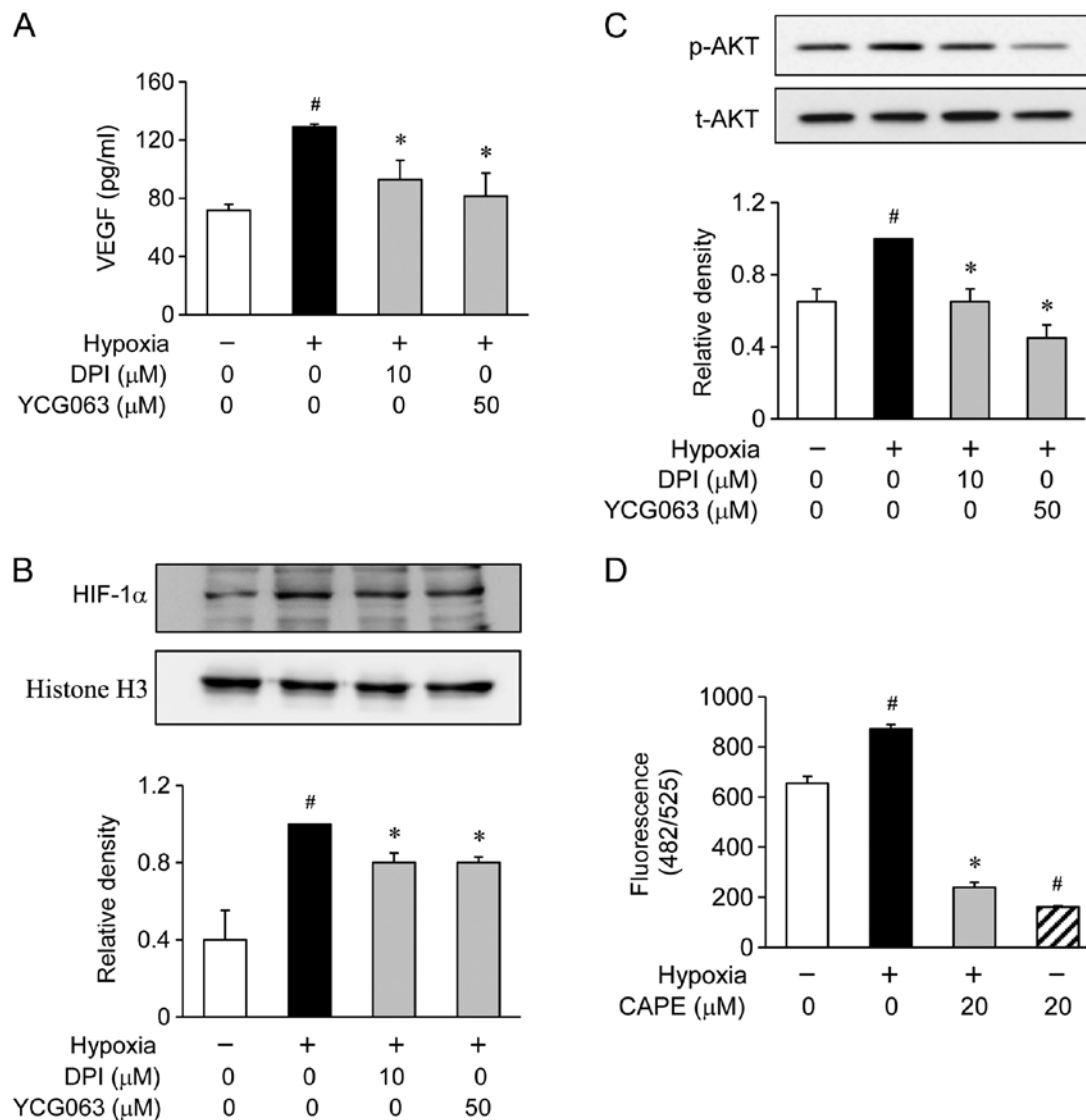 A
160
120
80
40
0
VEGF (pg/ml)
#
*
*
Hypoxia − + + +
DPI (μM) 0 0 10 0
YCG063 (μM) 0 0 0 50
B
HIF-1α
Histone H3
1.2
0.8
0.4
0
Relative density
#
*
*
Hypoxia − + + +
DPI (μM) 0 0 10 0
YCG063 (μM) 0 0 0 50
C
p-AKT
t-AKT
1.2
0.8
0.4
0
Relative density
#
*
*
Hypoxia − + + +
DPI (μM) 0 0 10 0
YCG063 (μM) 0 0 0 50
D
1000
800
600
400
200
0
Fluorescence
(482/525)
#
*
#
Hypoxia − + + −
CAPE (μM) 0 0 20 20